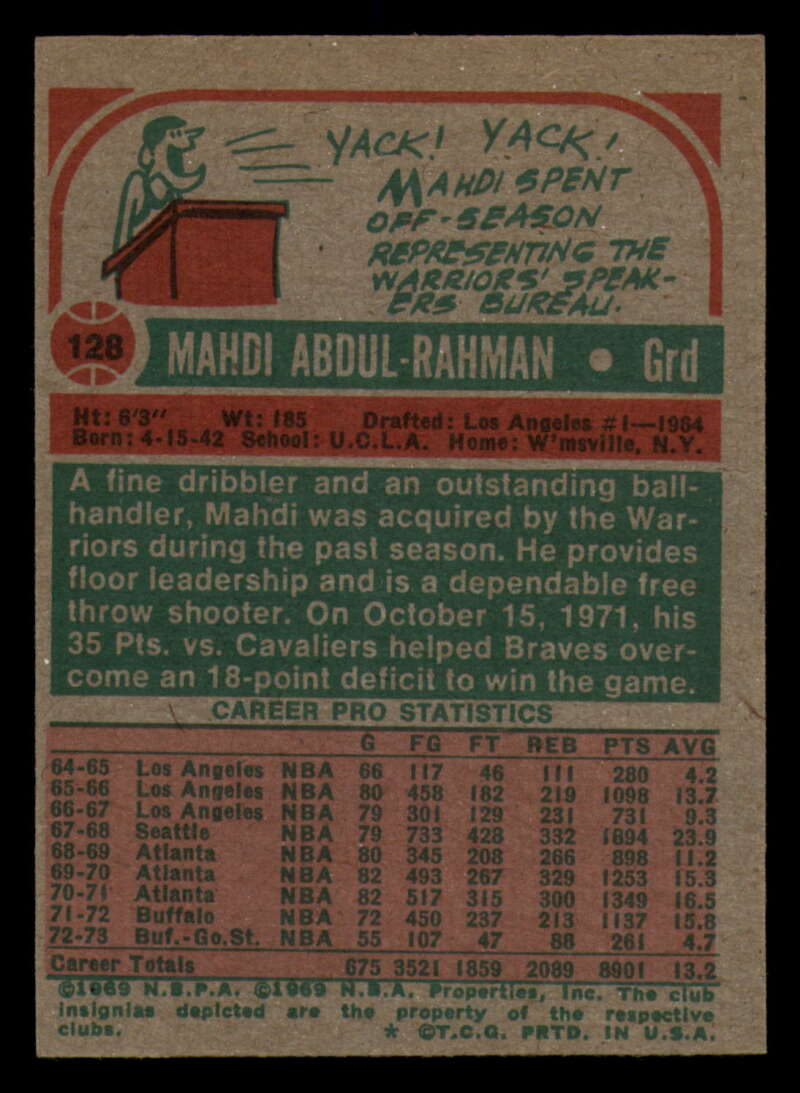 YACK! YACK!
MAHDI SPENT
OFF-SEASON
REPRESENTING THE
WARRIORS' SPEAK-
ERS BUREAU.
128 MAHDI ABDUL-RAHMAN • Grd
Ht: 6'3" Wt: 185 Drafted: Los Angeles #1—1964
Born: 4-15-42 School: U.C.L.A. Home: W'msville, N.Y.
A fine dribbler and an outstanding ball-
handler, Mahdi was acquired by the War-
riors during the past season. He provides
floor leadership and is a dependable free
throw shooter. On October 15, 1971, his
35 Pts. vs. Cavaliers helped Braves over-
come an 18-point deficit to win the game.
CAREER PRO STATISTICS
G FG FT REB PTS AVG
64-65 Los Angeles NBA 66 117 46 111 280 4.2
65-66 Los Angeles NBA 80 458 182 219 1098 13.7
66-67 Los Angeles NBA 79 301 129 231 731 9.3
67-68 Seattle NBA 79 733 428 332 1894 23.9
68-69 Atlanta NBA 80 345 208 266 898 11.2
69-70 Atlanta NBA 82 493 267 329 1253 15.3
70-71 Atlanta NBA 82 517 315 300 1349 16.5
71-72 Buffalo NBA 72 450 237 213 1137 15.8
72-73 Buf.-Go.St. NBA 55 107 47 88 261 4.7
Career Totals 675 3521 1859 2089 8901 13.2
©1969 N.B.P.A. ©1969 N.B.A. Properties, Inc. The club
insignias depicted are the property of the respective
clubs. * ©T.C.G. PRTD. IN U.S.A.